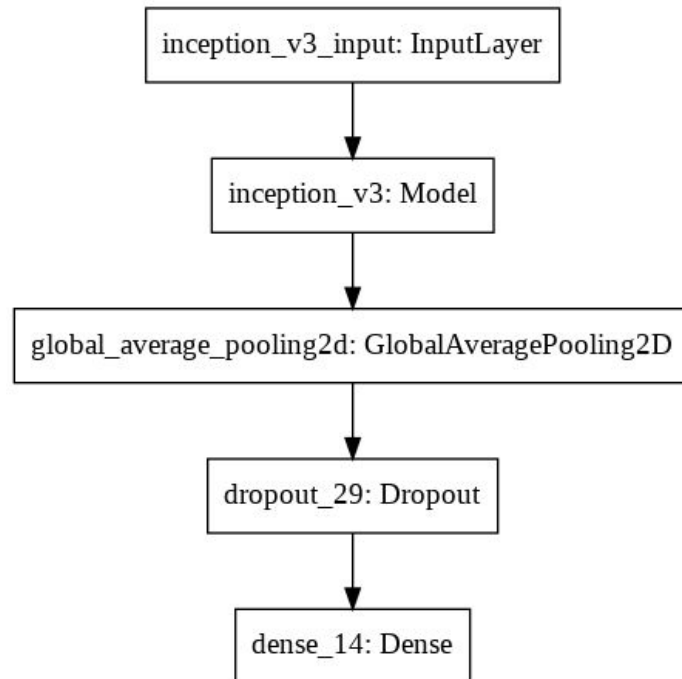 inception_v3_input: InputLayer
inception_v3: Model
global_average_pooling2d: GlobalAveragePooling2D
dropout_29: Dropout
dense_14: Dense